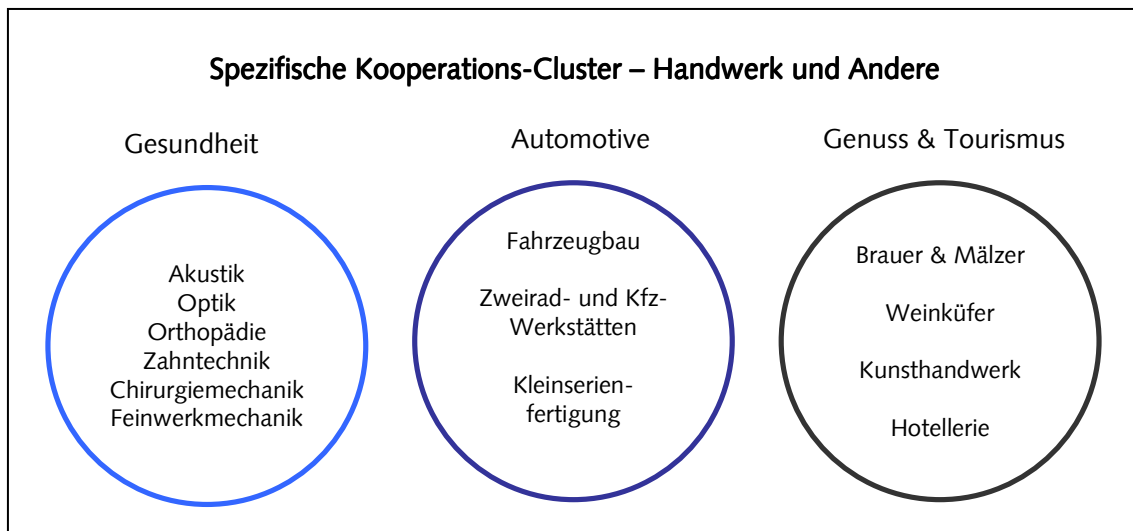 Spezifische Kooperations-Cluster – Handwerk und Andere
Gesundheit
Akustik
Optik
Orthopädie
Zahntechnik
Chirurgiemechanik
Feinwerkmechanik
Automotive
Fahrzeugbau
Zweirad- und Kfz-
Werkstätten
Kleinserien-
fertigung
Genuss & Tourismus
Brauer & Mälzer
Weinküfer
Kunsthandwerk
Hotellerie